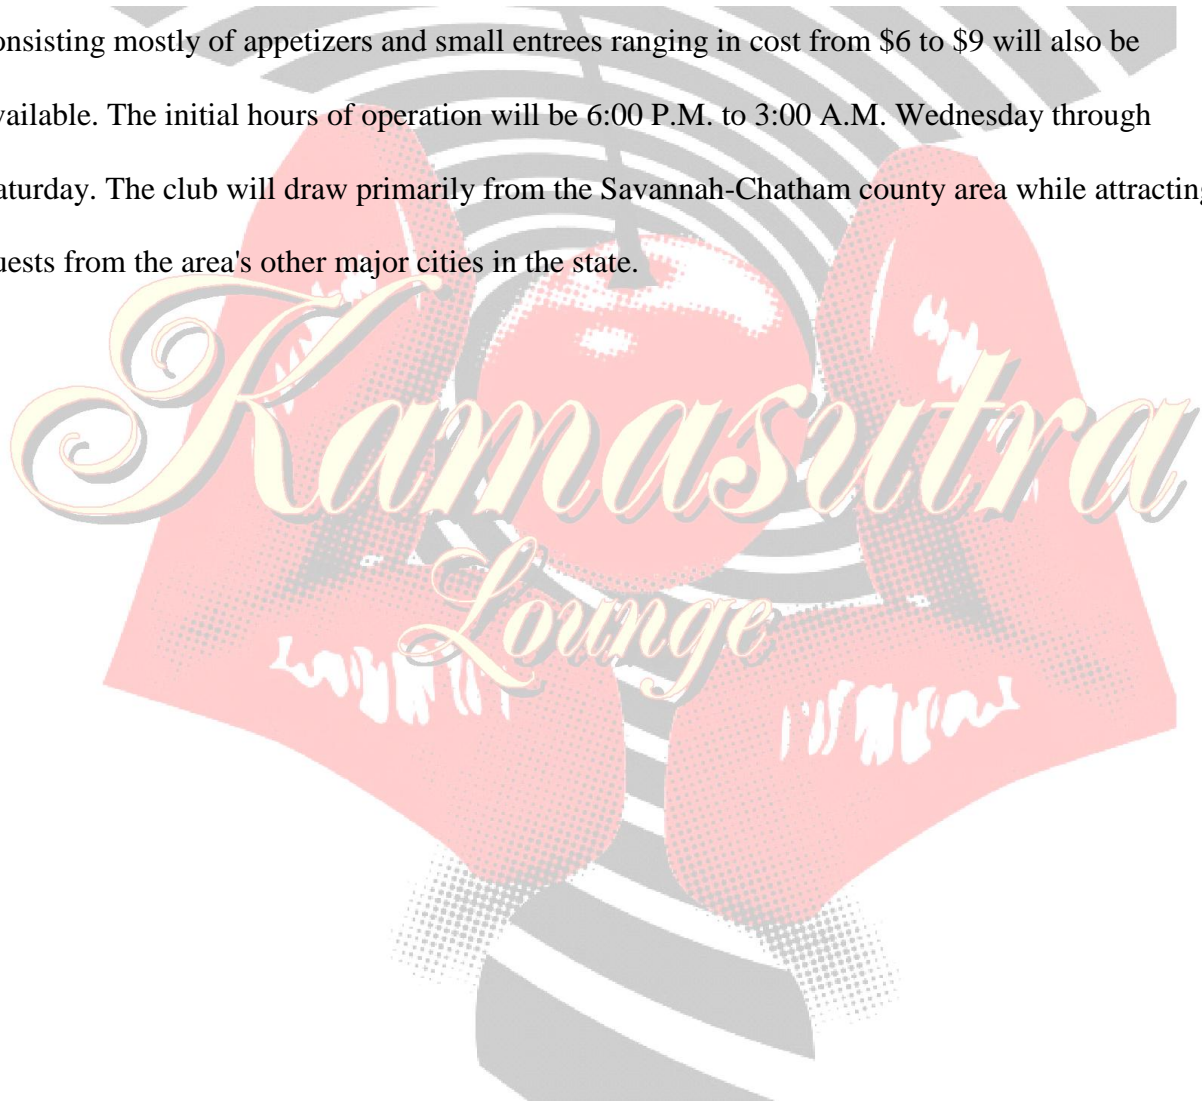 onsisting mostly of appetizers and small entrees ranging in cost from $6 to $9 will also be
vailable. The initial hours of operation will be 6:00 P.M. to 3:00 A.M. Wednesday through
aturday. The club will draw primarily from the Savannah-Chatham county area while attracting
uests from the area's other major cities in the state.
Kamasutra
Lounge